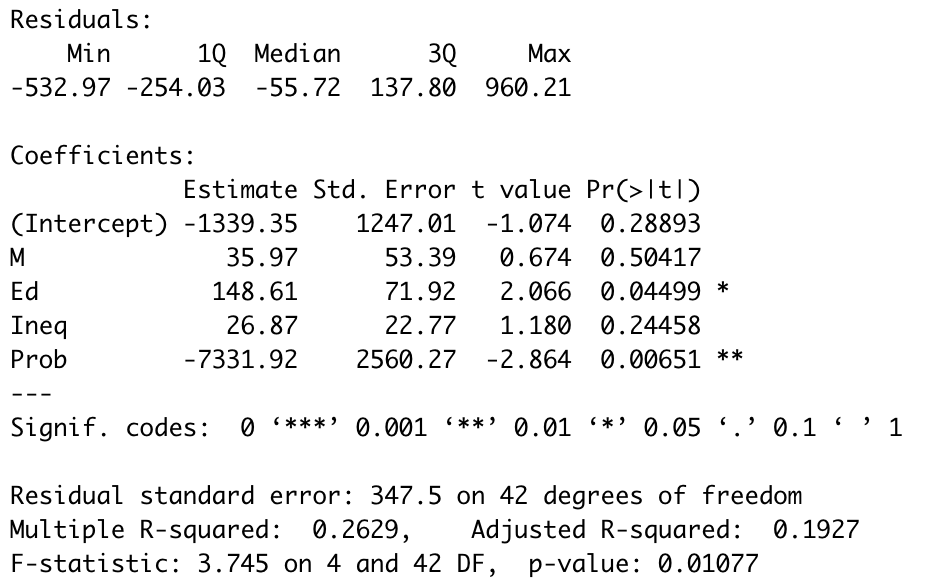 Residuals:
    Min      1Q  Median      3Q     Max
-532.97 -254.03  -55.72  137.80  960.21

Coefficients:
            Estimate Std. Error t value Pr(>|t|)
(Intercept) -1339.35    1247.01  -1.074  0.28893
M              35.97      53.39   0.674  0.50417
Ed            148.61      71.92   2.066  0.04499 *
Ineq           26.87      22.77   1.180  0.24458
Prob        -7331.92    2560.27  -2.864  0.00651 **
---
Signif. codes:  0 ‘***’ 0.001 ‘**’ 0.01 ‘*’ 0.05 ‘.’ 0.1 ‘ ’ 1

Residual standard error: 347.5 on 42 degrees of freedom
Multiple R-squared:  0.2629,	Adjusted R-squared:  0.1927
F-statistic: 3.745 on 4 and 42 DF,  p-value: 0.01077